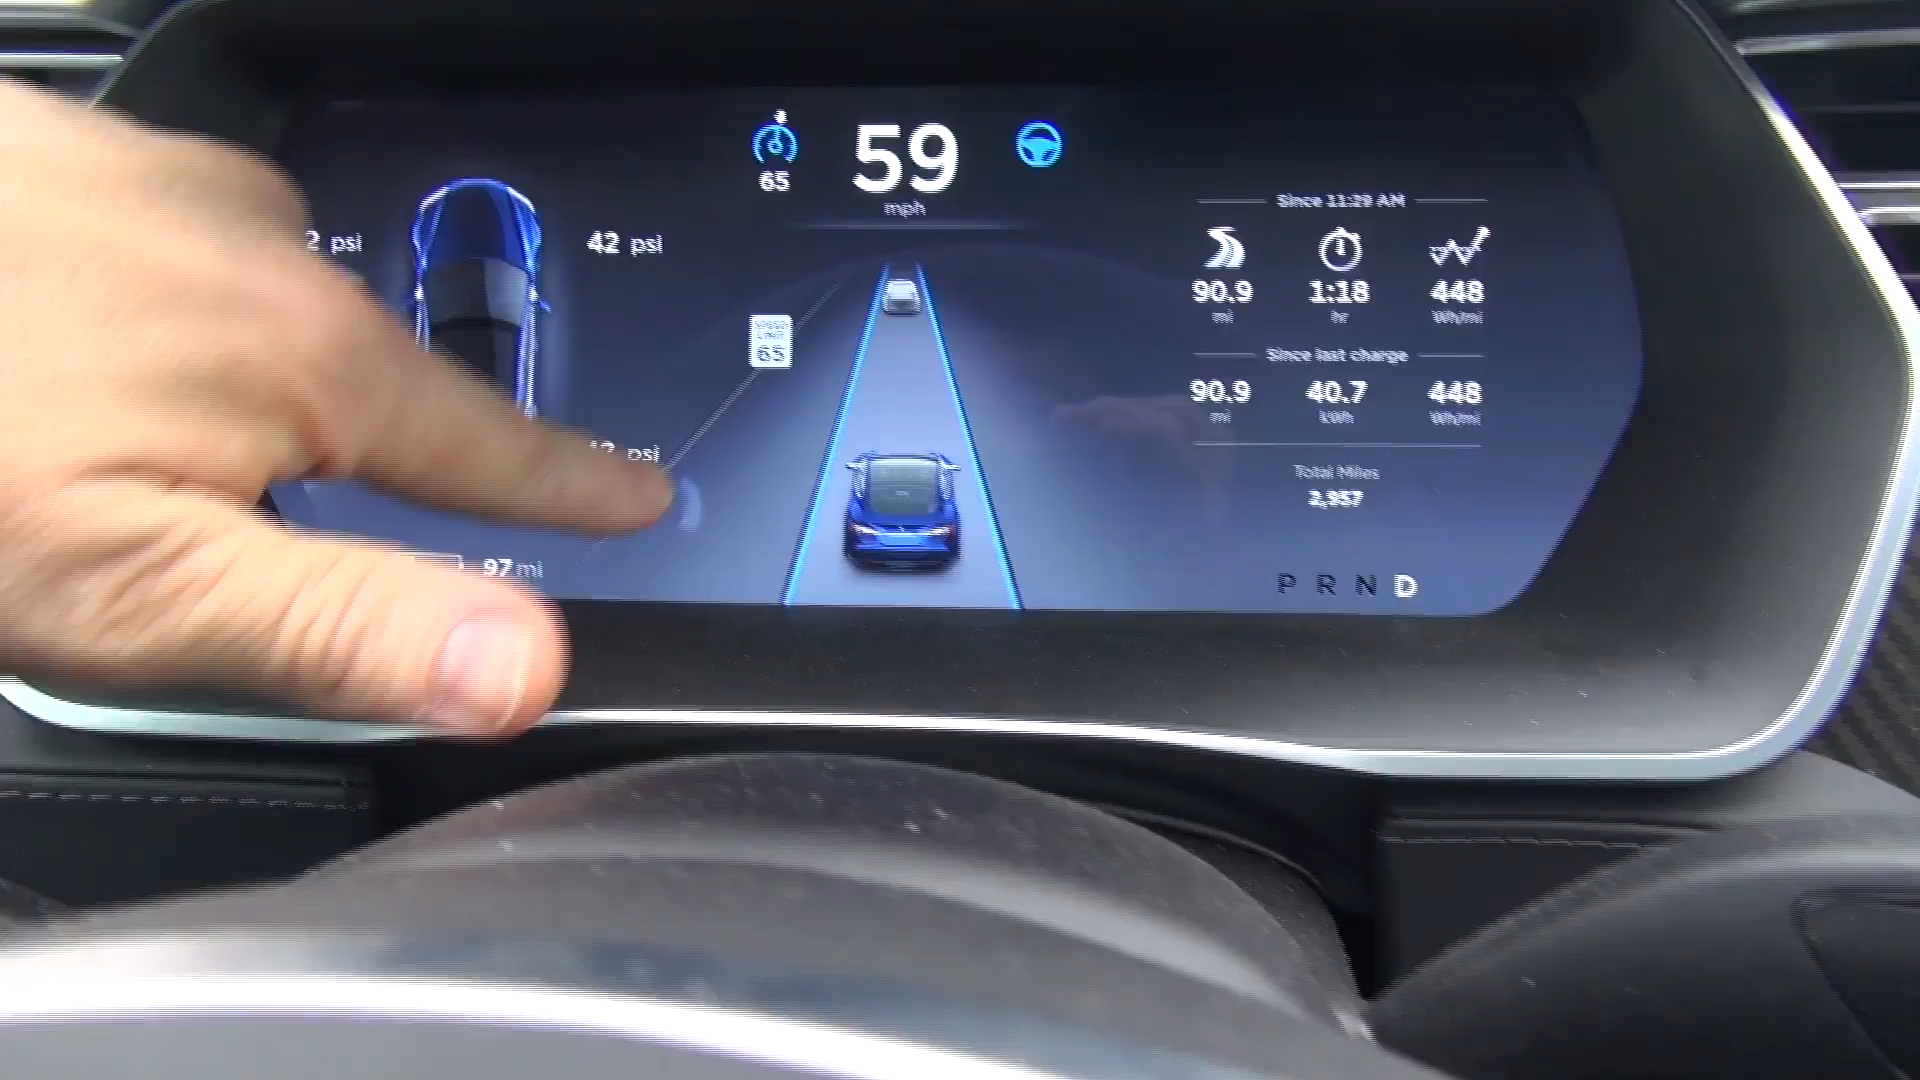 59
65
mph
2 psi
42 psi
SPEED
LIMIT
65
psi
97 mi
Since 11:29 AM
90.9 1:18 448
mi hr Wh/mi
Since last charge
90.9 40.7 448
mi kWh Wh/mi
Total Miles
2,957
P R N D